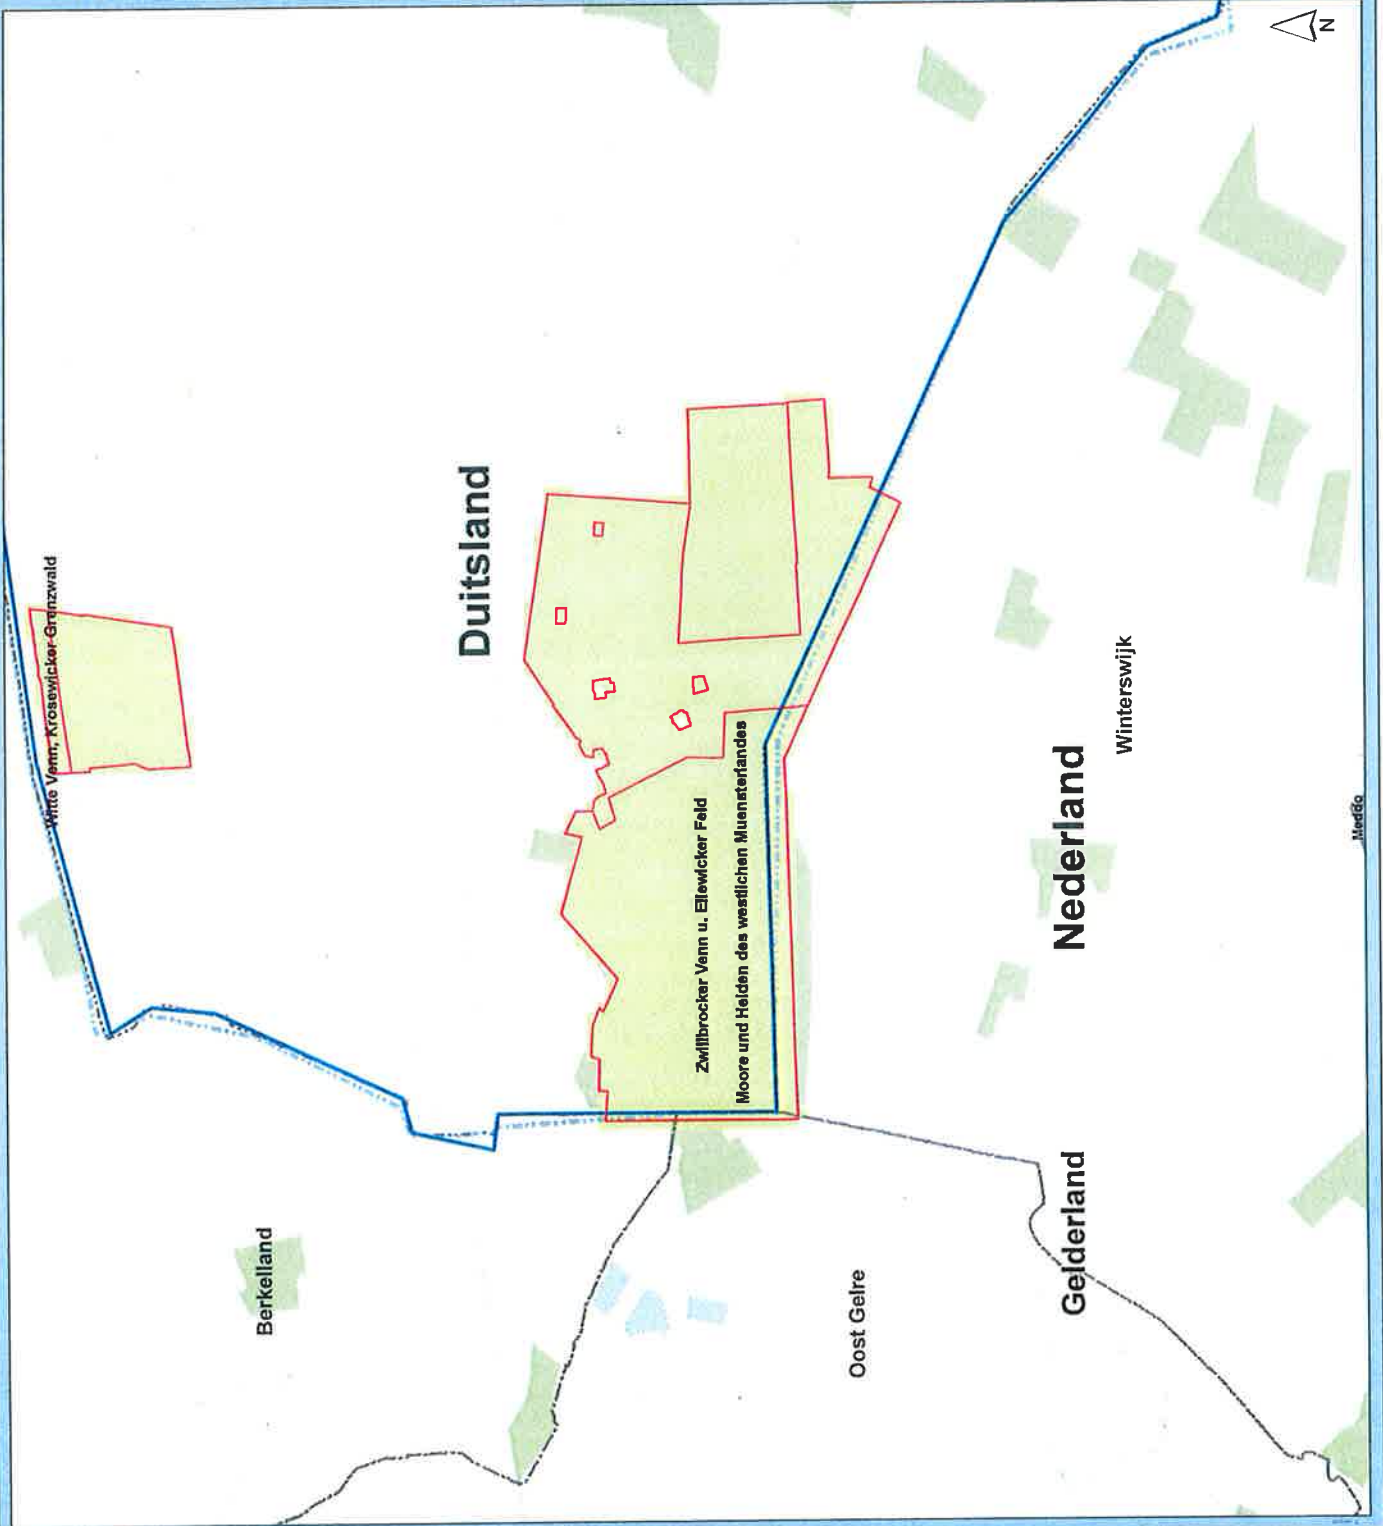 N
Witte Venn, Krosewicker Grenzwald
Duitsland
Zwillbrocker Venn u. Ellewicker Feld
Moore und Heiden des westlichen Muensterlandes
Berkelland
Oost Gelre
Nederland
Winterswijk
Gelderland
Meddo